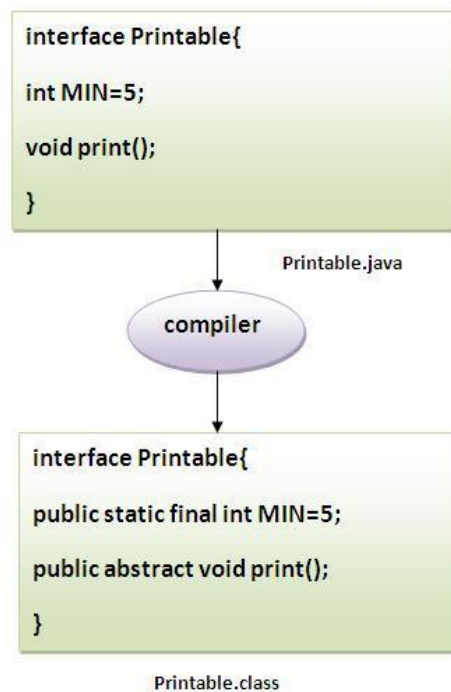 interface Printable{
int MIN=5;
void print();
}
Printable.java
compiler
interface Printable{
public static final int MIN=5;
public abstract void print();
}
Printable.class